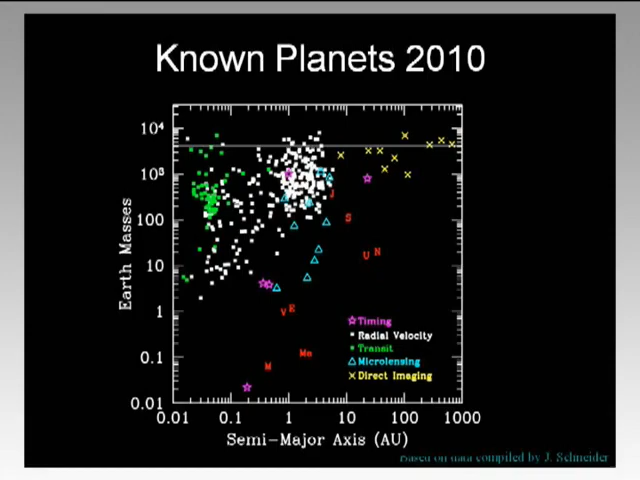 Known Planets 2010
10⁴
10³
100
10
1
0.1
0.01
Earth Masses
J
S
U N
V E
Ma
M
Timing
Radial Velocity
Transit
Microlensing
Direct Imaging
0.01 0.1 1 10 100 1000
Semi-Major Axis (AU)
Based on data compiled by J. Schneider